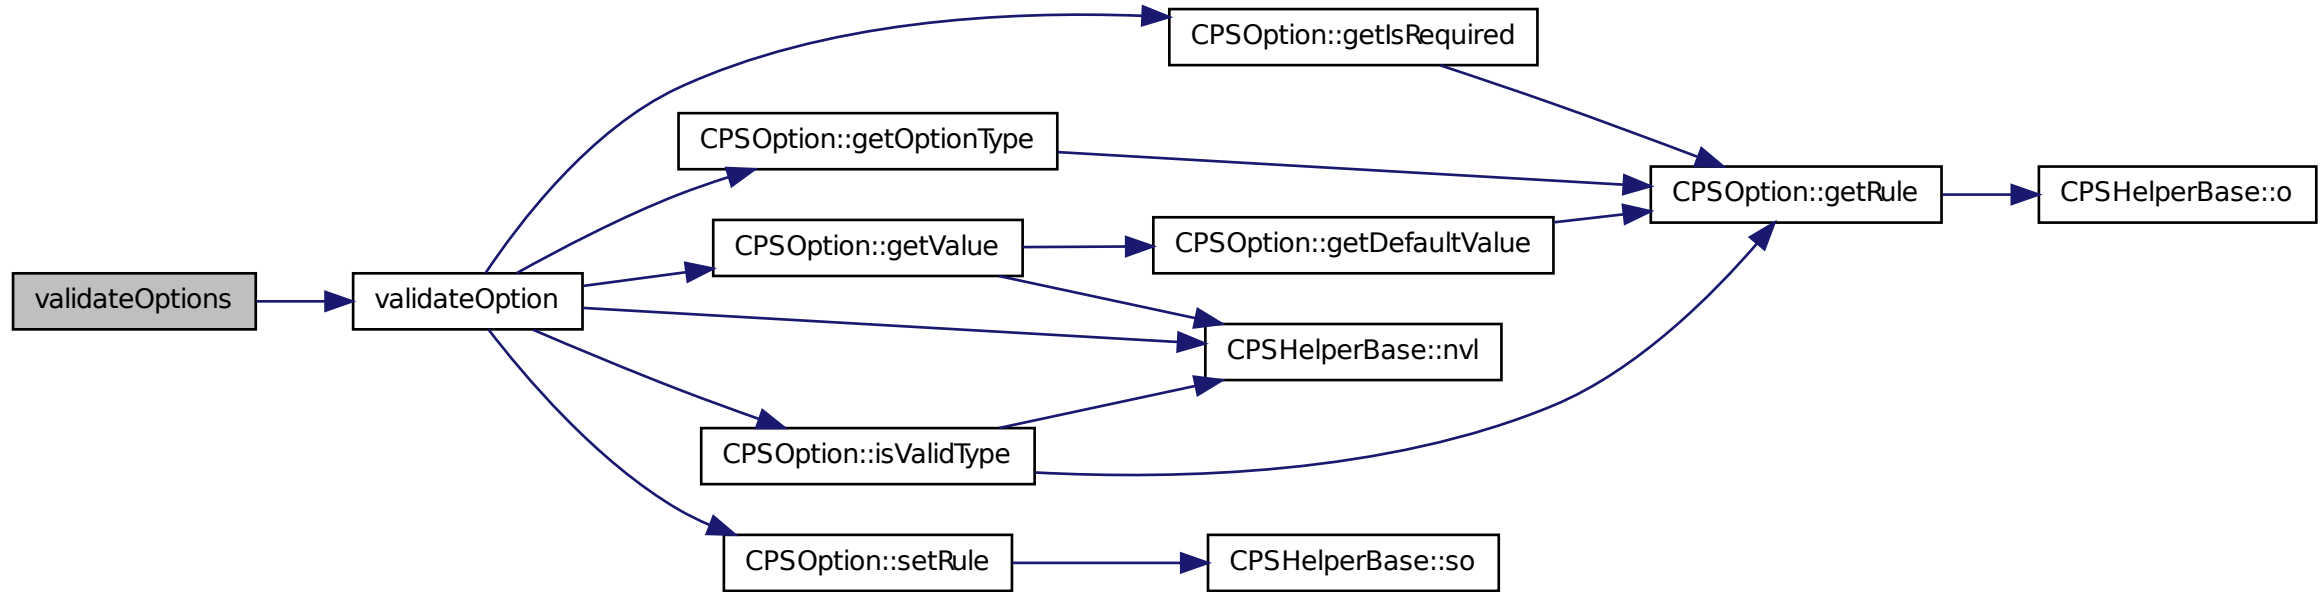 CPSOption::getIsRequired
CPSOption::getOptionType
CPSOption::getRule
CPSHelperBase::o
CPSOption::getValue
CPSOption::getDefaultValue
validateOptions
validateOption
CPSHelperBase::nvl
CPSOption::isValidType
CPSOption::setRule
CPSHelperBase::so